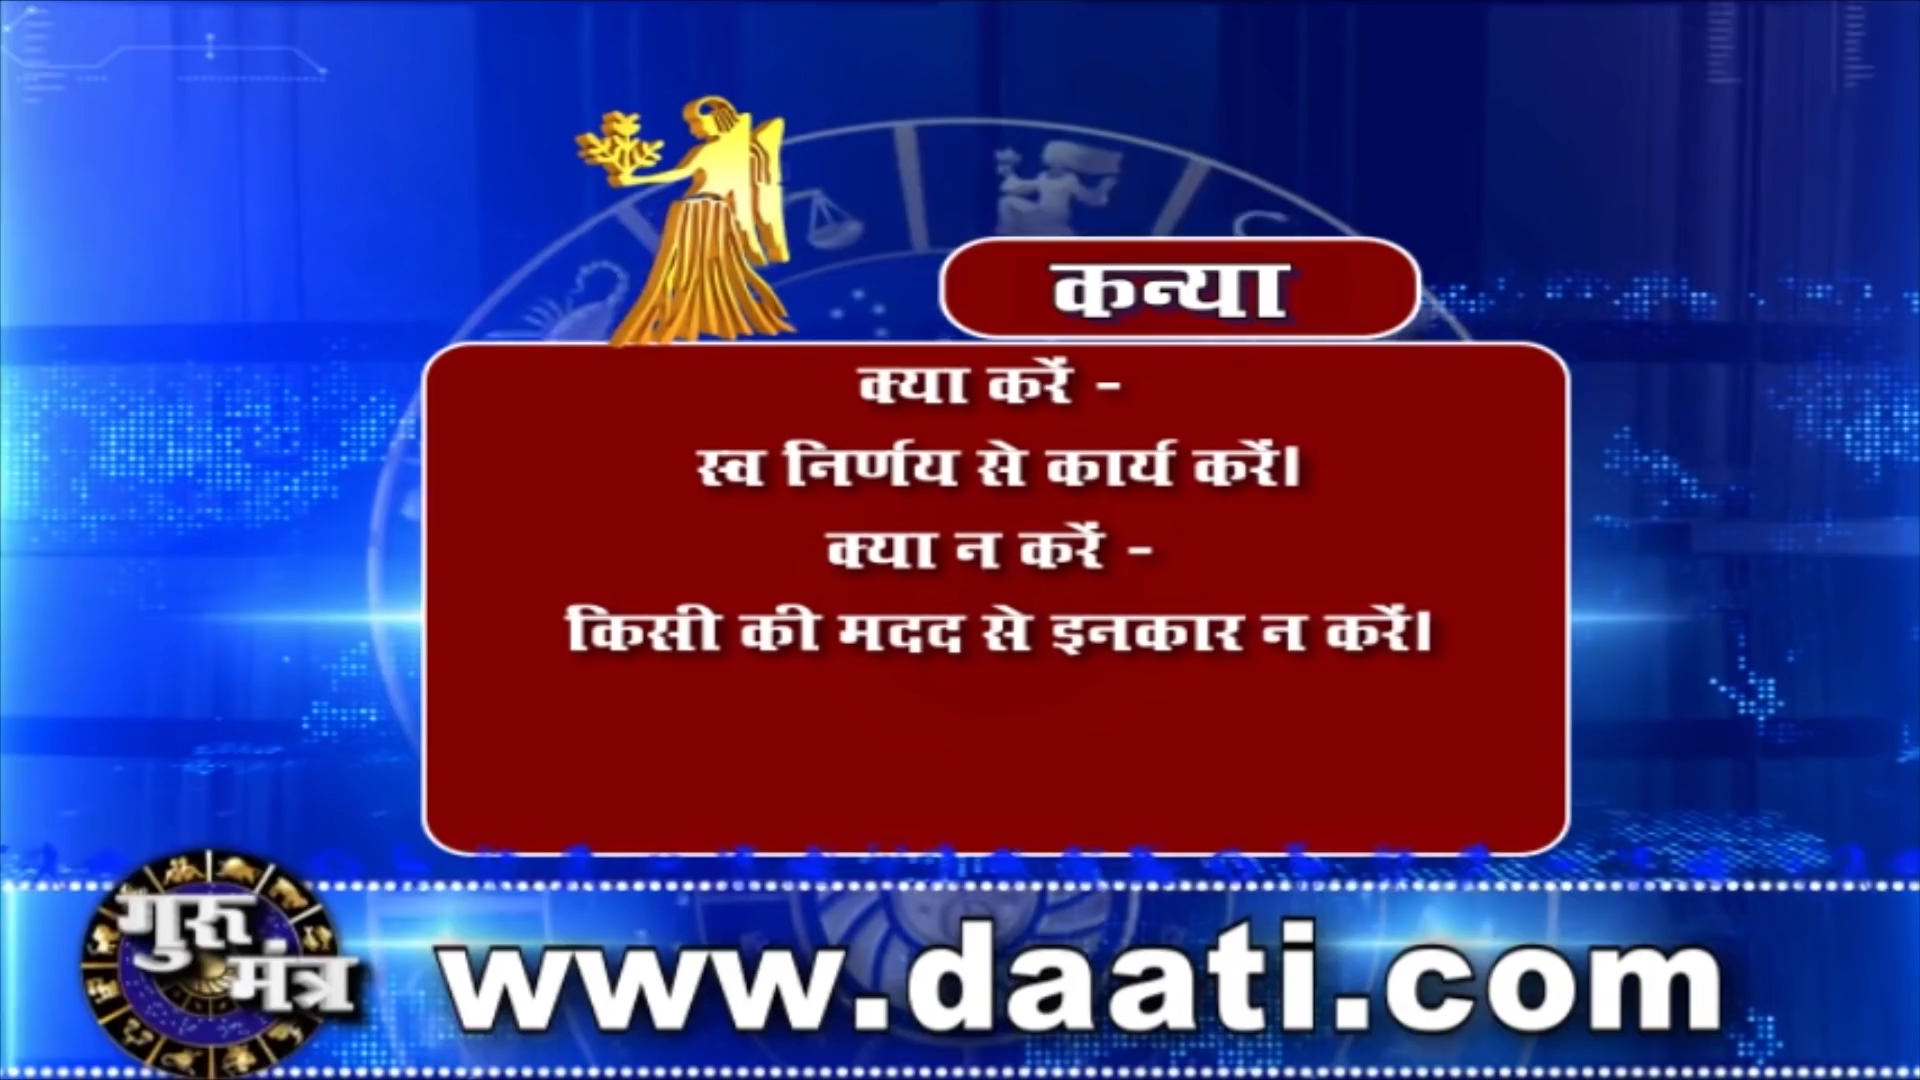 कन्या
क्या करें -
स्व निर्णय से कार्य करें।
क्या न करें -
किसी की मदद से इनकार न करें।
गुरू
मंत्र
www.daati.com